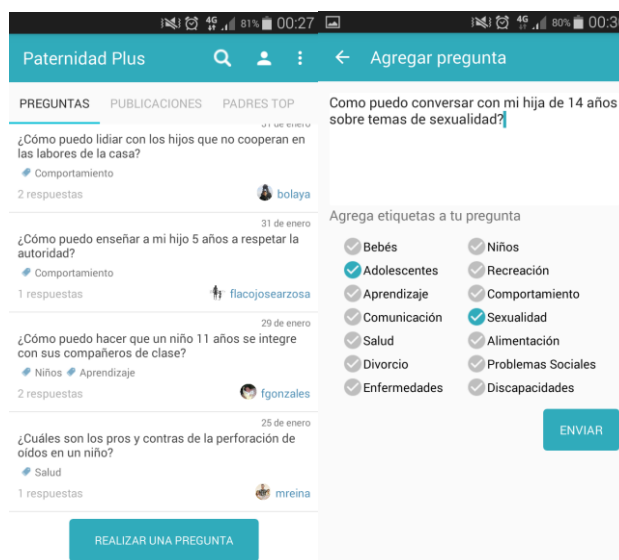 4G 81% 00:27
Paternidad Plus
PREGUNTAS PUBLICACIONES PADRES TOP
31 de enero
¿Cómo puedo lidiar con los hijos que no cooperan en
las labores de la casa?
Comportamiento
2 respuestas bolaya
31 de enero
¿Cómo puedo enseñar a mi hijo 5 años a respetar la
autoridad?
Comportamiento
1 respuestas flacojosearzosa
29 de enero
¿Cómo puedo hacer que un niño 11 años se integre
con sus compañeros de clase?
Niños Aprendizaje
2 respuestas fgonzales
25 de enero
¿Cuáles son los pros y contras de la perforación de
oídos en un niño?
Salud
1 respuestas mreina
REALIZAR UNA PREGUNTA
4G 80% 00:3
Agregar pregunta
Como puedo conversar con mi hija de 14 años
sobre temas de sexualidad?
Agrega etiquetas a tu pregunta
Bebés Niños
Adolescentes Recreación
Aprendizaje Comportamiento
Comunicación Sexualidad
Salud Alimentación
Divorcio Problemas Sociales
Enfermedades Discapacidades
ENVIAR